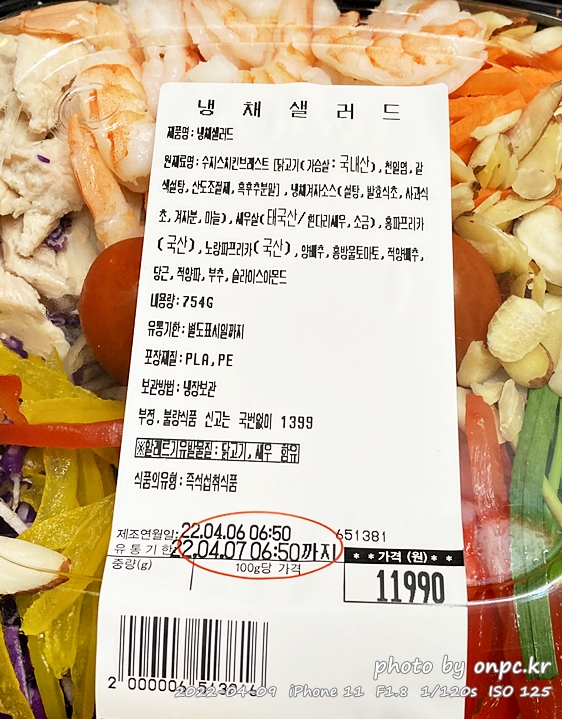 냉 채 샐 러 드
제품명:냉채샐러드
원재료명:수지스치킨브레스트 [닭고기(가슴살:국내산),천일염,갈
색설탕,산도조절제,흑후추분말],냉채겨자소스(설탕,발효식초,사과식
초,겨자분,마늘),새우살(태국산/흰다리새우,소금),홍파프리카
(국산),노랑파프리카(국산),양배추,홍방울토마토,적양배추,
당근,적양파,부추,슬라이스아몬드
내용량:754G
유통기한:별도표시일까지
포장재질:PLA,PE
보관방법:냉장보관
부정.불량식품 신고는 국번없이 1399
※알레르기유발물질:닭고기,새우 함유
식품의유형:즉석섭취식품
제조연월일:22.04.06 06:50 651381
유통기한 22.04.07 06:50까지 **가격(원)**
중량(g) 100g당 가격
11990
2 000006 513816
photo by onpc.kr
2022-04-09 iPhone 11 F1.8 1/120s ISO 125